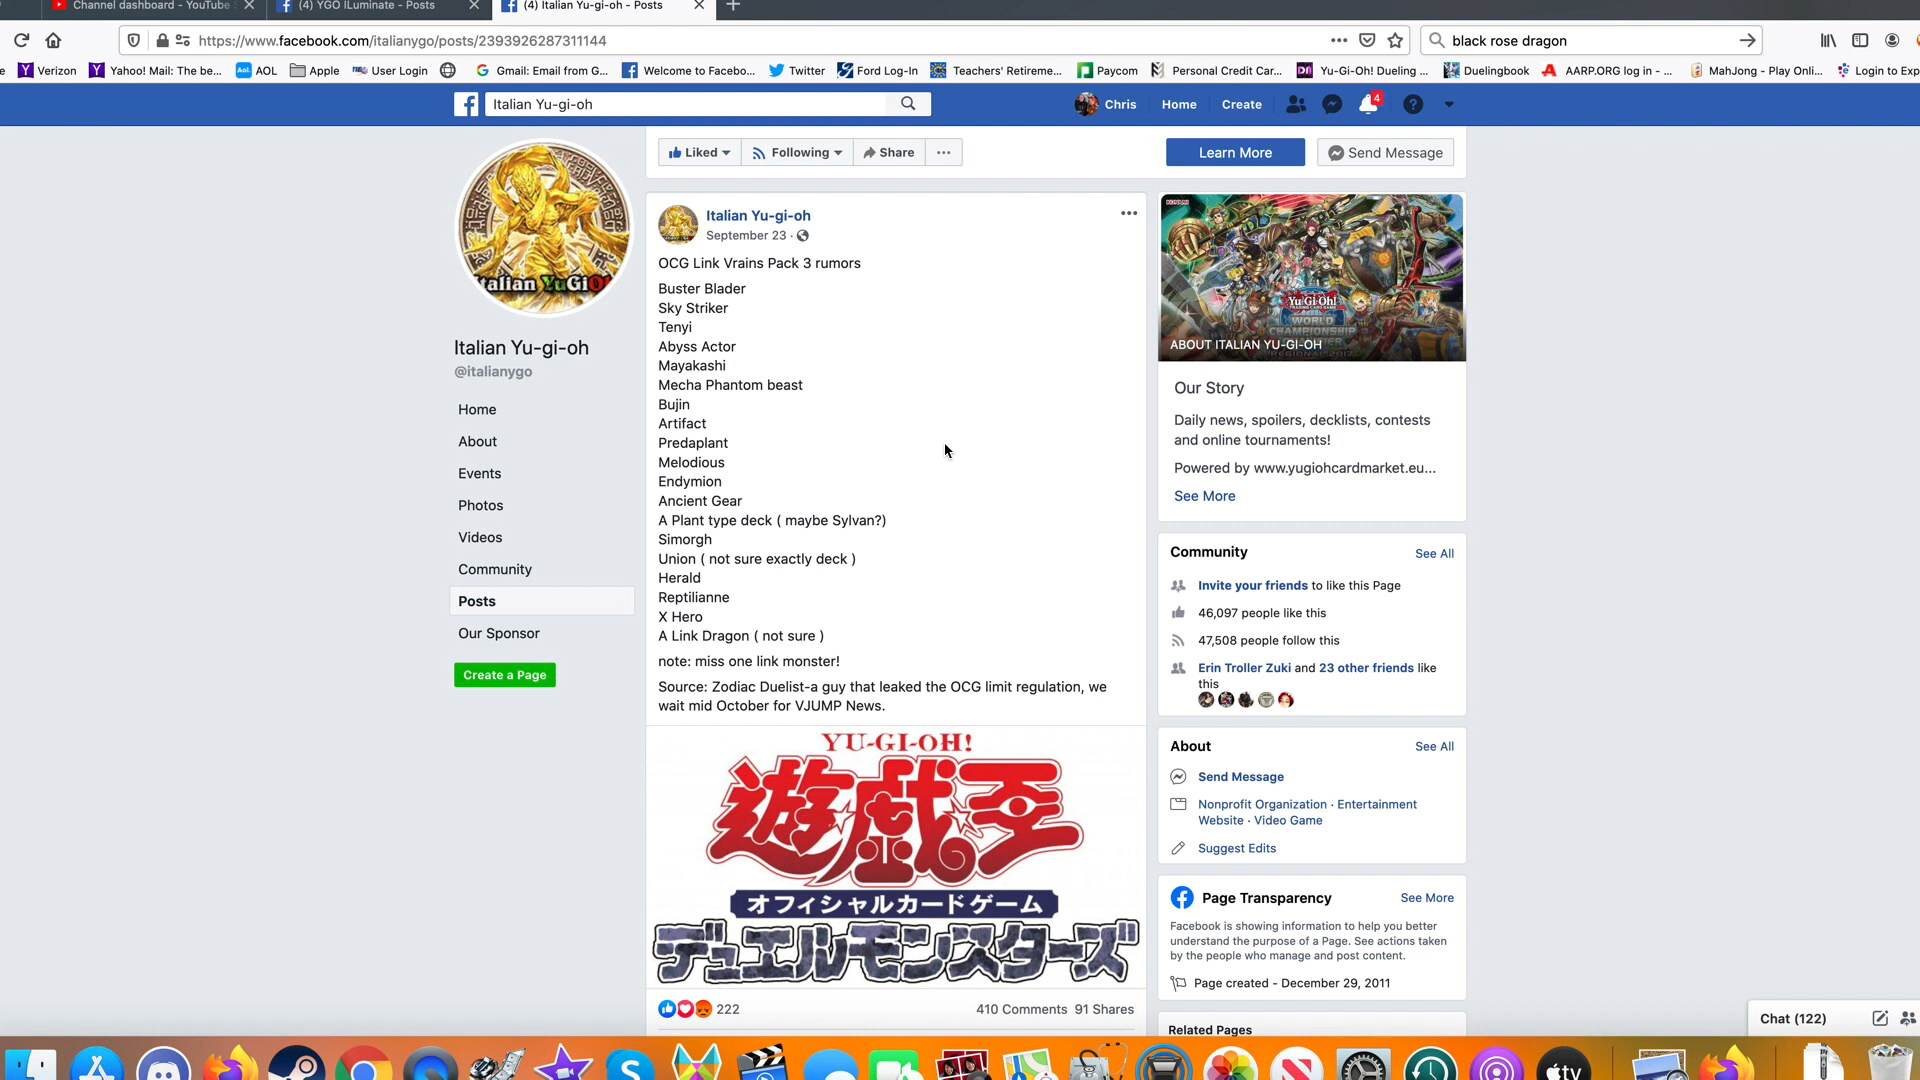 Channel dashboard - YouTube
(4) YGO ILuminate - Posts
(4) Italian Yu-gi-oh - Posts
https://www.facebook.com/italianygo/posts/2393926287311144
black rose dragon
Verizon
Yahoo! Mail: The be...
AOL
Apple
User Login
Gmail: Email from G...
Welcome to Facebo...
Twitter
Ford Log-In
Teachers' Retireme...
Paycom
Personal Credit Car...
Yu-Gi-Oh! Dueling ...
Duelingbook
AARP.ORG log in - ...
MahJong - Play Onli...
Login to Exp
Italian Yu-gi-oh
Chris
Home
Create
4
Liked
Following
Share
Learn More
Send Message
Italian YuGiO
Italian Yu-gi-oh
@italianygo
Home
About
Events
Photos
Videos
Community
Posts
Our Sponsor
Create a Page
Italian Yu-gi-oh
September 23 ·
OCG Link Vrains Pack 3 rumors
Buster Blader
Sky Striker
Tenyi
Abyss Actor
Mayakashi
Mecha Phantom beast
Bujin
Artifact
Predaplant
Melodious
Endymion
Ancient Gear
A Plant type deck ( maybe Sylvan?)
Simorgh
Union ( not sure exactly deck )
Herald
Reptilianne
X Hero
A Link Dragon ( not sure )
note: miss one link monster!
Source: Zodiac Duelist-a guy that leaked the OCG limit regulation, we
wait mid October for VJUMP News.
YU-GI-OH!
遊戯王
オフィシャルカードゲーム
デュエルモンスターズ
222
410 Comments 91 Shares
KONAMI
Yu-Gi-Oh!
WORLD
CHAMPIONSHIP
REGIONAL 2017
ABOUT ITALIAN YU-GI-OH
Our Story
Daily news, spoilers, decklists, contests
and online tournaments!
Powered by www.yugiohcardmarket.eu...
See More
Community
See All
Invite your friends to like this Page
46,097 people like this
47,508 people follow this
Erin Troller Zuki and 23 other friends like
this
About
See All
Send Message
Nonprofit Organization · Entertainment
Website · Video Game
Suggest Edits
Page Transparency
See More
Facebook is showing information to help you better
understand the purpose of a Page. See actions taken
by the people who manage and post content.
Page created - December 29, 2011
Related Pages
Chat (122)
tv